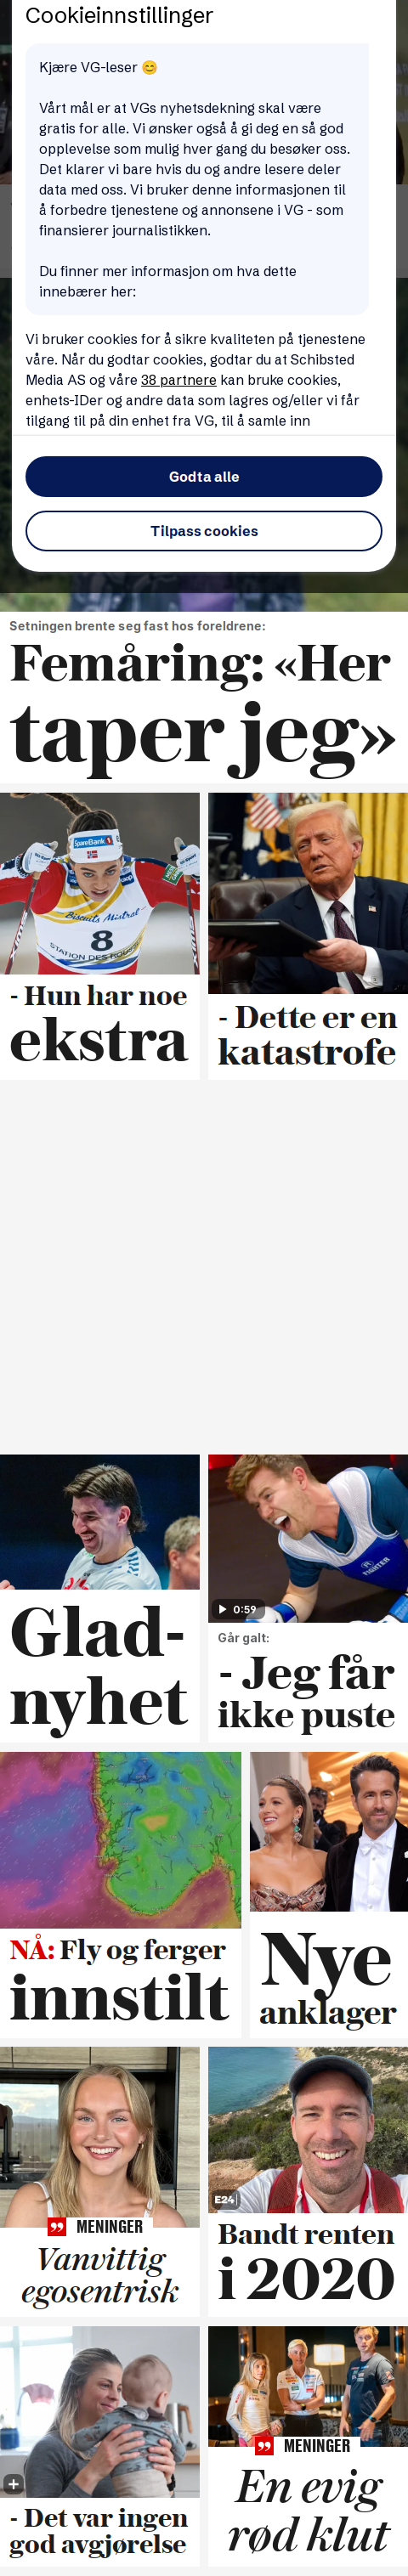 Cookieinnstillinger
Kjære VG-leser 😊
Vårt mål er at VGs nyhetsdekning skal være
gratis for alle. Vi ønsker også å gi deg en så god
opplevelse som mulig hver gang du besøker oss.
Det klarer vi bare hvis du og andre lesere deler
data med oss. Vi bruker denne informasjonen til
å forbedre tjenestene og annonsene i VG - som
finansierer journalistikken.
Du finner mer informasjon om hva dette
innebærer her:
Vi bruker cookies for å sikre kvaliteten på tjenestene
våre. Når du godtar cookies, godtar du at Schibsted
Media AS og våre 38 partnere kan bruke cookies,
enhets-IDer og andre data som lagres og/eller vi får
tilgang til på din enhet fra VG, til å samle inn
Godta alle
Tilpass cookies
Setningen brente seg fast hos foreldrene:
Femåring: «Her
taper jeg»
SpareBank 1
Biscuits Mistral
8
STATION DES ROUSSES
- Hun har noe
ekstra
- Dette er en
katastrofe
Glad-
nyhet
FIGHTER
0:59
Går galt:
- Jeg får
ikke puste
NÅ: Fly og ferger
innstilt
Nye
anklager
MENINGER
Vanvittig
egosentrisk
E24
Bandt renten
i 2020
- Det var ingen
god avgjørelse
MENINGER
En evig
rød klut